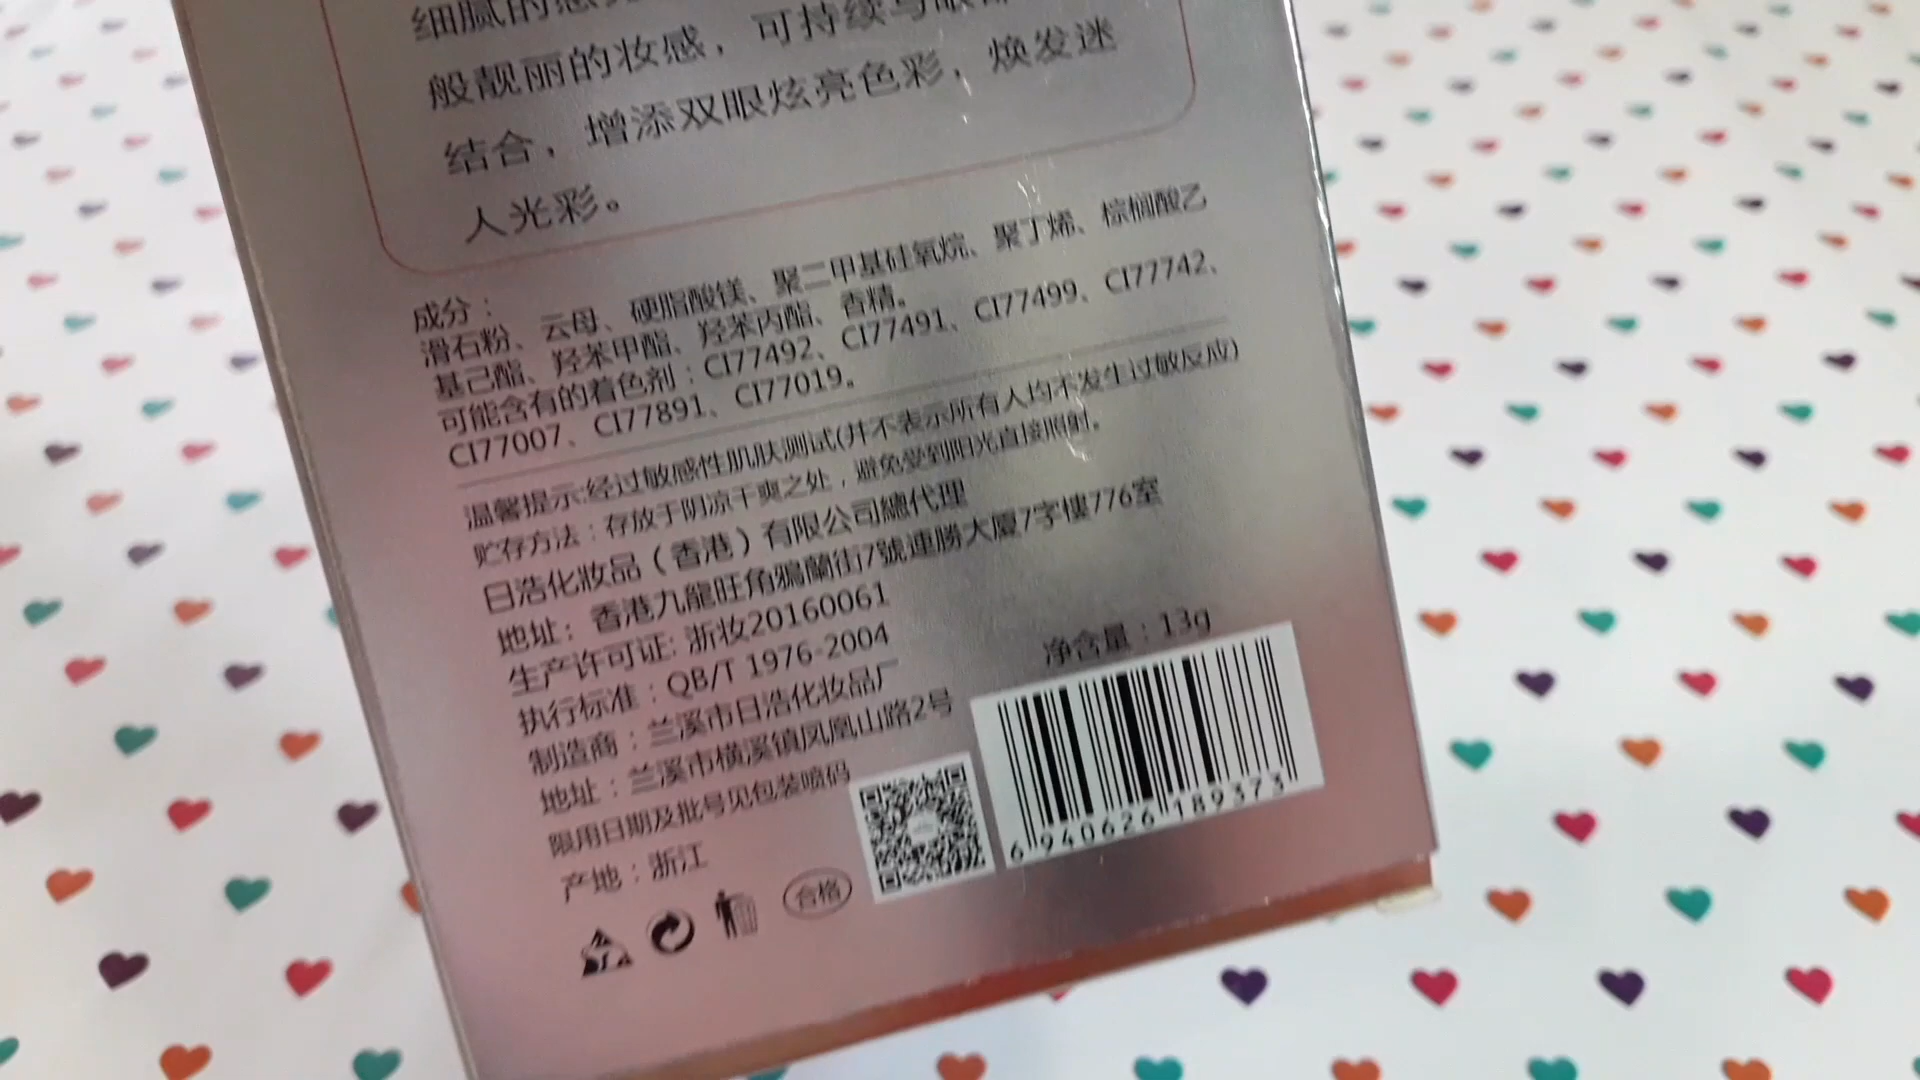 细腻的感
般靓丽的妆感，可持续与眼部
结合，增添双眼炫亮色彩，焕发迷
人光彩。
成分：
滑石粉、云母、硬脂酸镁、聚二甲基硅氧烷、聚丁烯、棕榈酸乙
基己酯、羟苯甲酯、羟苯丙酯、香精。
可能含有的着色剂：CI77492、CI77491、CI77499、CI77742、
CI77007、CI77891、CI77019。
温馨提示:经过敏感性肌肤测试(并不表示所有人均不发生过敏反应)
贮存方法：存放于阴凉干爽之处，避免受到阳光直接照射。
日浩化妝品（香港）有限公司總代理
地址：香港九龍旺角鴉蘭街7號連勝大廈7字樓776室
生产许可证: 浙妆20160061
执行标准：QB/T 1976-2004
制造商：兰溪市日浩化妆品厂
地址：兰溪市横溪镇凤凰山路2号
限用日期及批号见包装喷码
产地：浙江
合格
净含量：13g
6 940626 189373